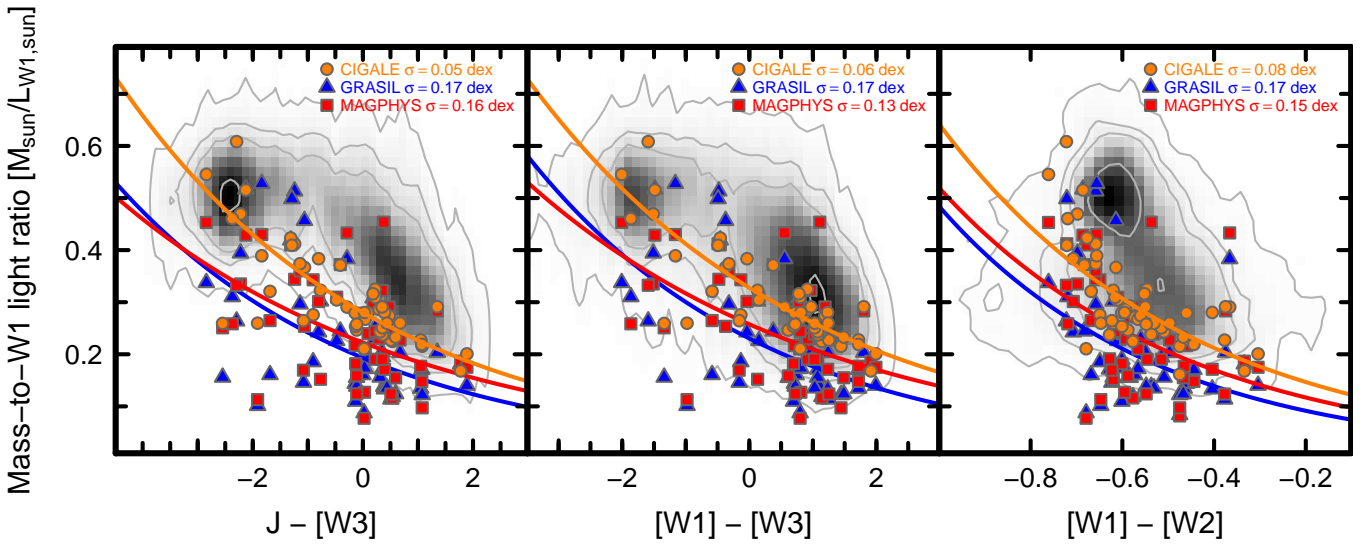 Mass−to−W1 light ratio [Msun/LW1,sun]
0.2 0.4 0.6
CIGALE σ = 0.05 dex
GRASIL σ = 0.17 dex
MAGPHYS σ = 0.16 dex
CIGALE σ = 0.06 dex
GRASIL σ = 0.17 dex
MAGPHYS σ = 0.13 dex
CIGALE σ = 0.08 dex
GRASIL σ = 0.17 dex
MAGPHYS σ = 0.15 dex
−2 0 2
−2 0 2
−0.8 −0.6 −0.4 −0.2
J − [W3]
[W1] − [W3]
[W1] − [W2]